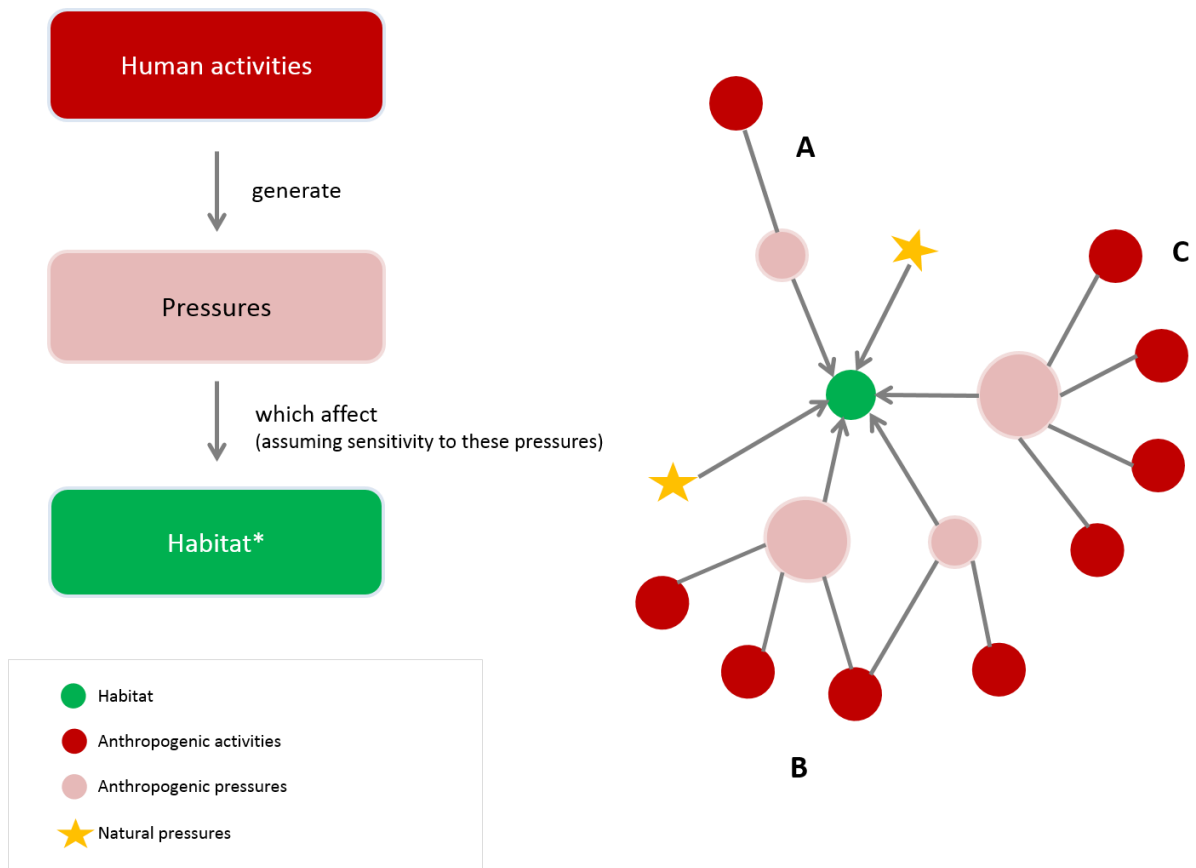 Human activities
generate
Pressures
which affect
(assuming sensitivity to these pressures)
Habitat*
Habitat
Anthropogenic activities
Anthropogenic pressures
Natural pressures
A
C
B